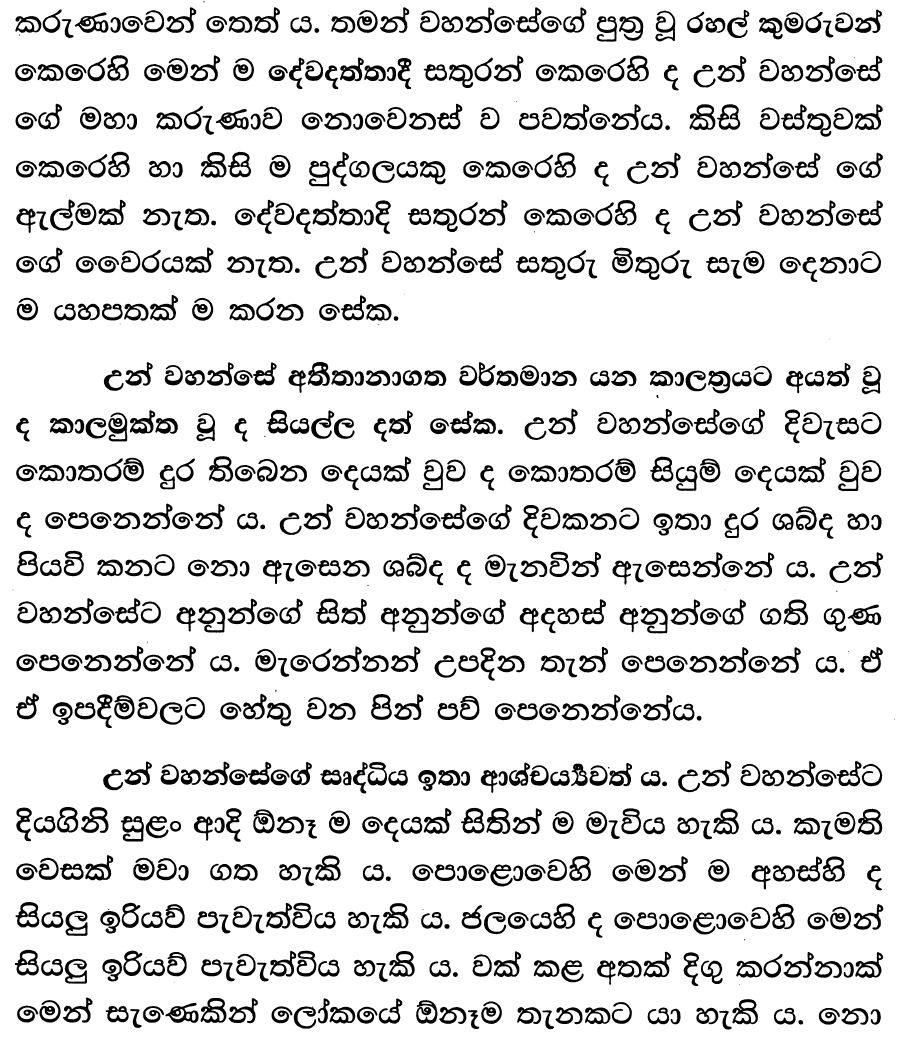 කරුණාවෙන් තෙත් ය. තමන් වහන්සේගේ පුත්‍ර වූ රහල් කුමරුවන්
කෙරෙහි මෙන් ම දේවදත්තාදී සතුරන් කෙරෙහි ද උන් වහන්සේ
ගේ මහා කරුණාව නොවෙනස් ව පවත්නේය. කිසි වස්තුවක්
කෙරෙහි හා කිසි ම පුද්ගලයකු කෙරෙහි ද උන් වහන්සේ ගේ
ඇල්මක් නැත. දේවදත්තාදි සතුරන් කෙරෙහි ද උන් වහන්සේ
ගේ වෛරයක් නැත. උන් වහන්සේ සතුරු මිතුරු සැම දෙනාට
ම යහපතක් ම කරන සේක.
උන් වහන්සේ අතීතානාගත වර්තමාන යන කාලත්‍රයට අයත් වූ
ද කාලමුක්ත වූ ද සියල්ල දත් සේක. උන් වහන්සේගේ දිවැසට
කොතරම් දුර තිබෙන දෙයක් වුව ද කොතරම් සියුම් දෙයක් වුව
ද පෙනෙන්නේ ය. උන් වහන්සේගේ දිවකනට ඉතා දුර ශබ්ද හා
පියවි කනට නො ඇසෙන ශබ්ද ද මැනවින් ඇසෙන්නේ ය. උන්
වහන්සේට අනුන්ගේ සිත් අනුන්ගේ අදහස් අනුන්ගේ ගති ගුණ
පෙනෙන්නේ ය. මැරෙන්නන් උපදින තැන් පෙනෙන්නේ ය. ඒ
ඒ ඉපදීම්වලට හේතු වන පින් පව් පෙනෙන්නේය.
උන් වහන්සේගේ සෘද්ධිය ඉතා ආශ්චර්‍ය්‍යවත් ය. උන් වහන්සේට
දියගිනි සුළං ආදි ඕනෑ ම දෙයක් සිතින් ම මැවිය හැකි ය. කැමති
වෙසක් මවා ගත හැකි ය. පොළොවෙහි මෙන් ම අහස්හි ද
සියලු ඉරියව් පැවැත්විය හැකි ය. ජලයෙහි ද පොළොවෙහි මෙන්
සියලු ඉරියව් පැවැත්විය හැකි ය. වක් කළ අතක් දිගු කරන්නාක්
මෙන් සැණෙකින් ලෝකයේ ඕනෑම තැනකට යා හැකි ය. නො